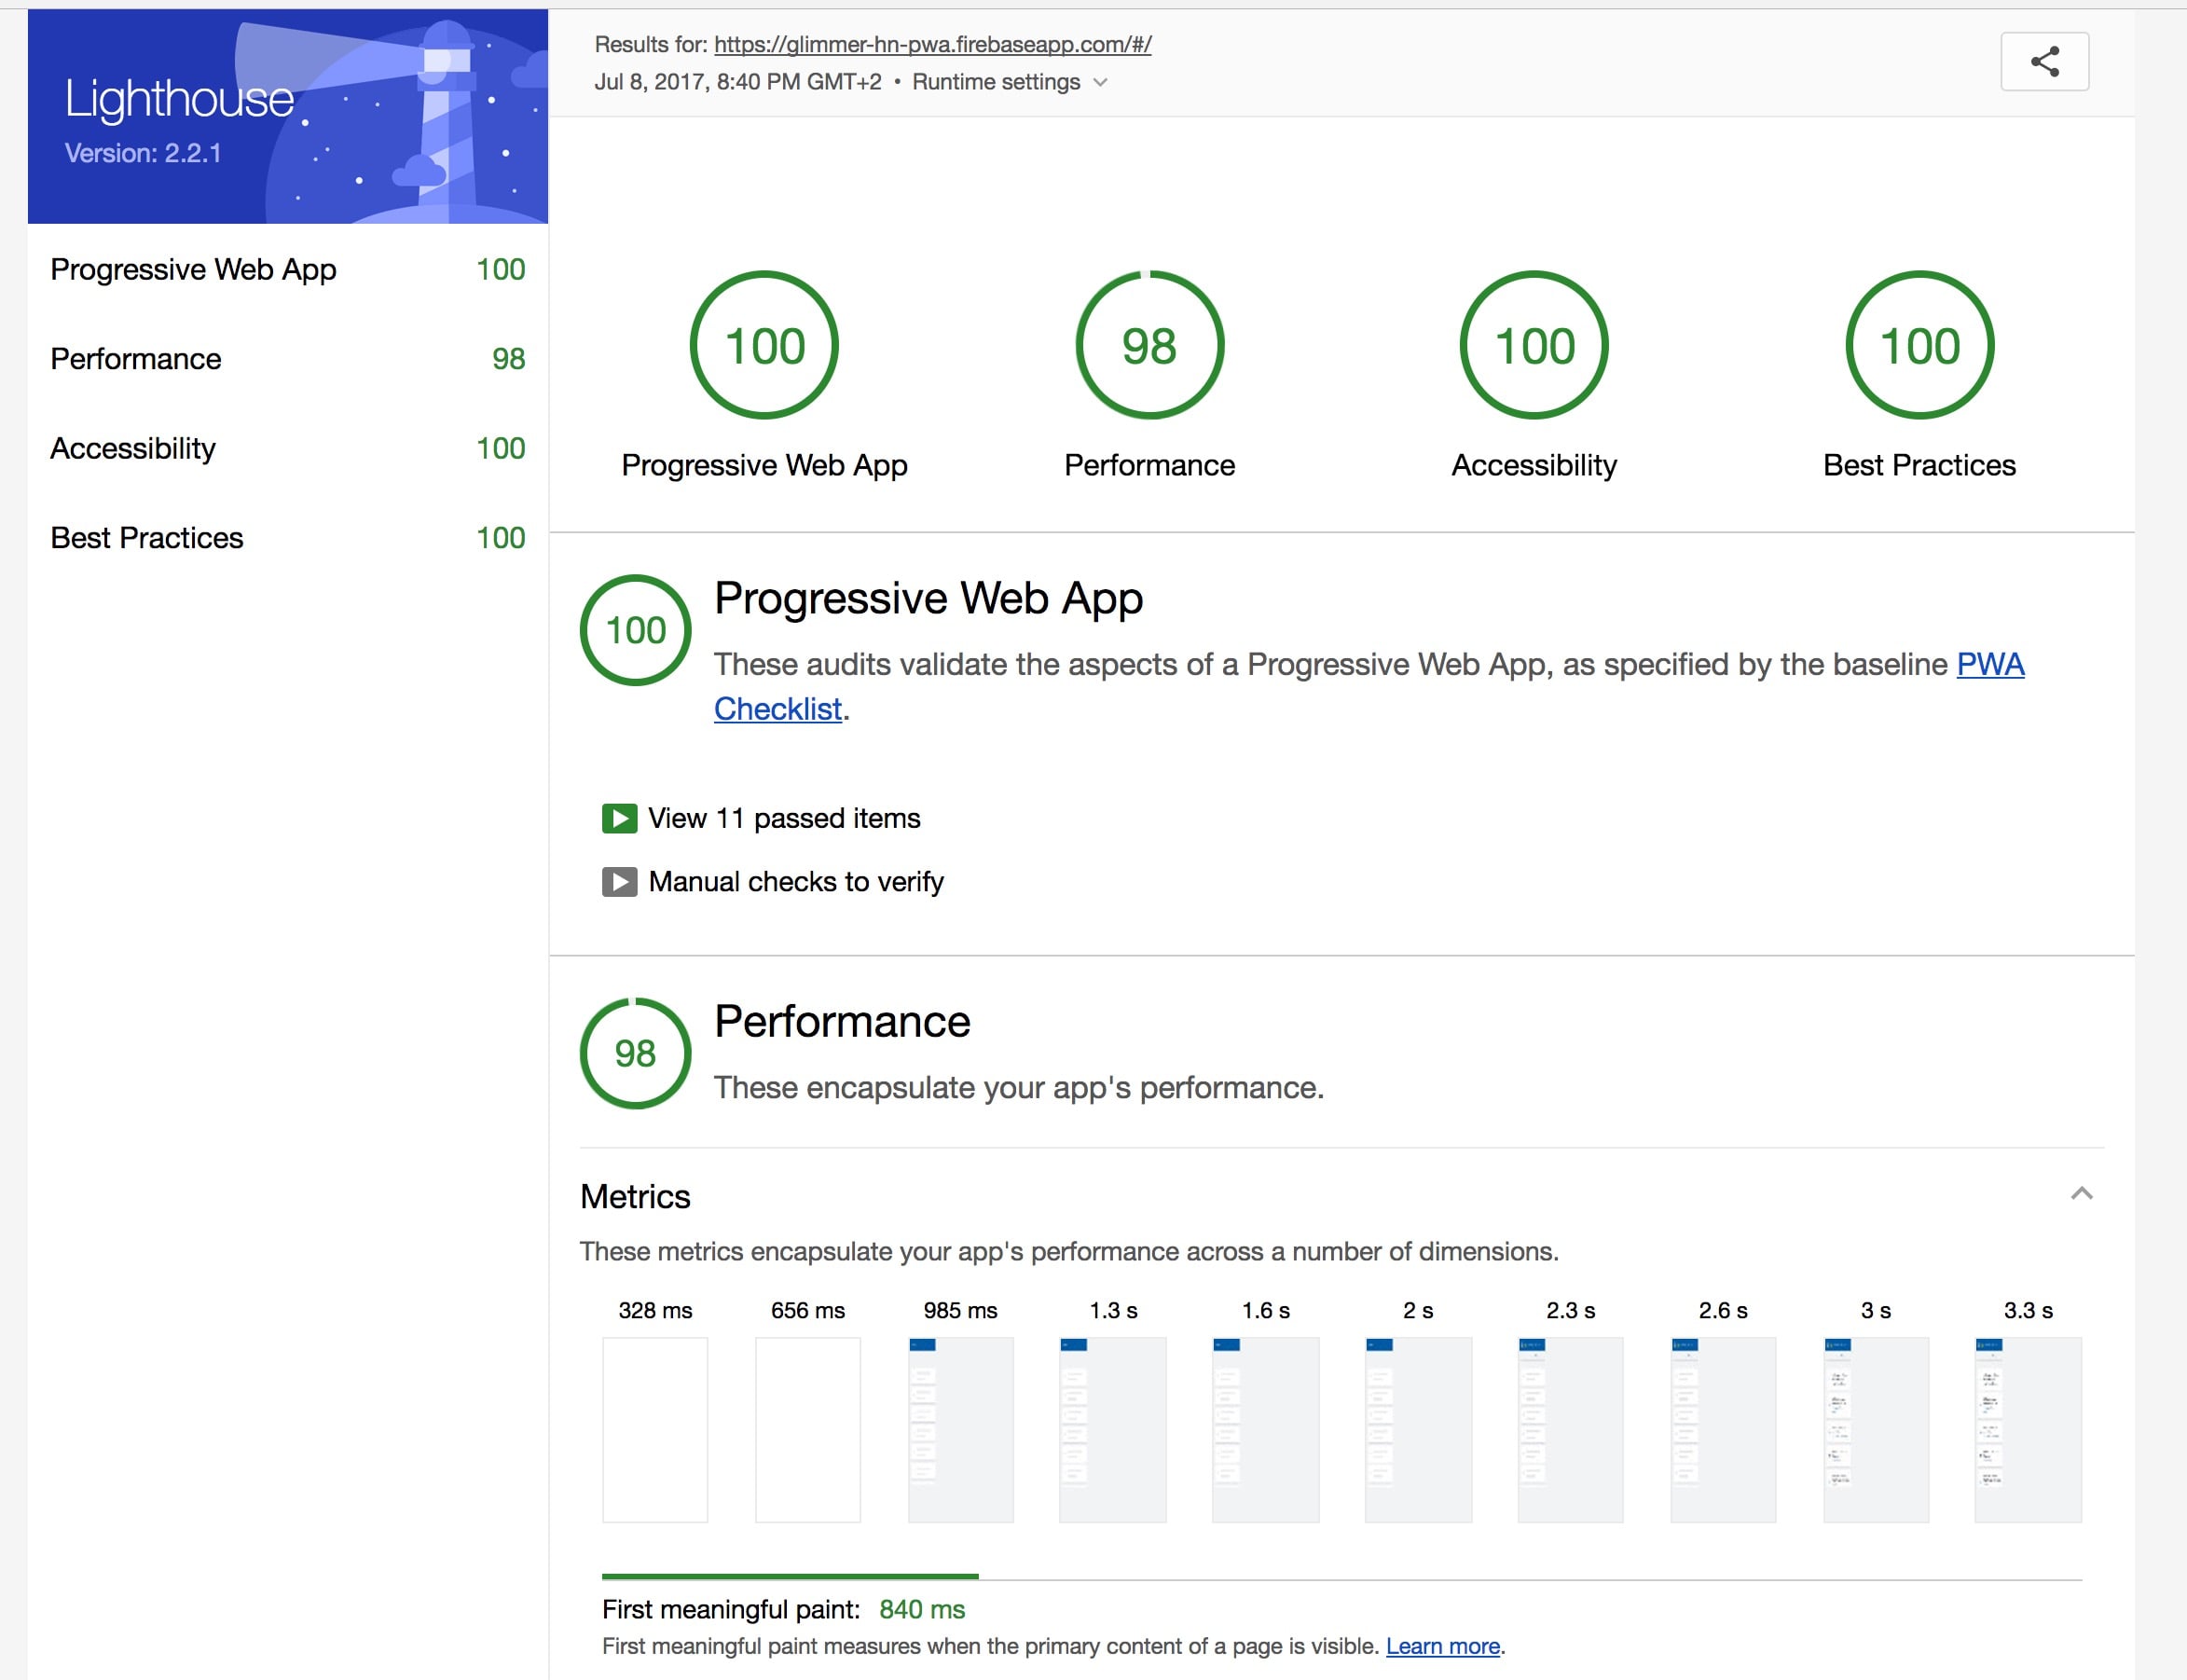 Lighthouse
Version: 2.2.1
Progressive Web App 100
Performance 98
Accessibility 100
Best Practices 100
Results for: https://glimmer-hn-pwa.firebaseapp.com/#/
Jul 8, 2017, 8:40 PM GMT+2 • Runtime settings
100 98 100 100
Progressive Web App Performance Accessibility Best Practices
100
Progressive Web App
These audits validate the aspects of a Progressive Web App, as specified by the baseline PWA
Checklist.
View 11 passed items
Manual checks to verify
98
Performance
These encapsulate your app's performance.
Metrics
These metrics encapsulate your app's performance across a number of dimensions.
328 ms 656 ms 985 ms 1.3 s 1.6 s 2 s 2.3 s 2.6 s 3 s 3.3 s
First meaningful paint: 840 ms
First meaningful paint measures when the primary content of a page is visible. Learn more.